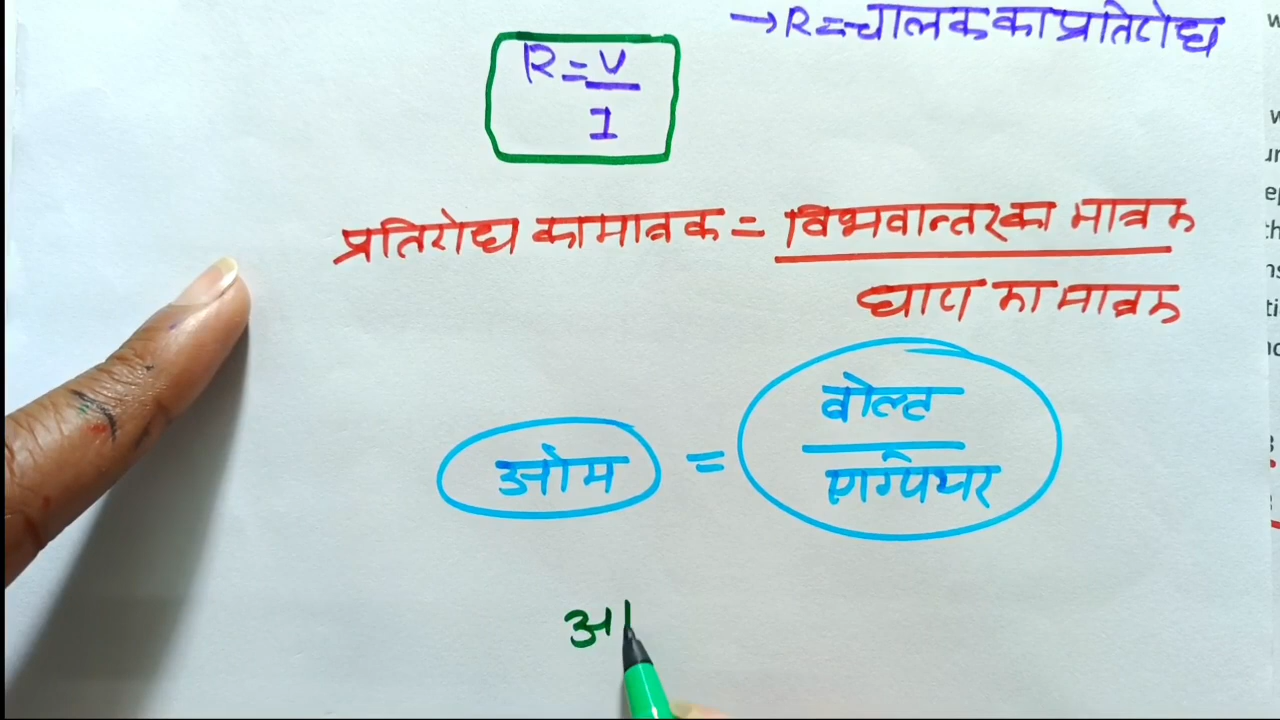 →R=चालक का प्रतिरोध
R=V
I
प्रतिरोध का मात्रक = विभवान्तर का मात्रक
धारा का मात्रक
ओम = वोल्ट
एम्पियर
अ